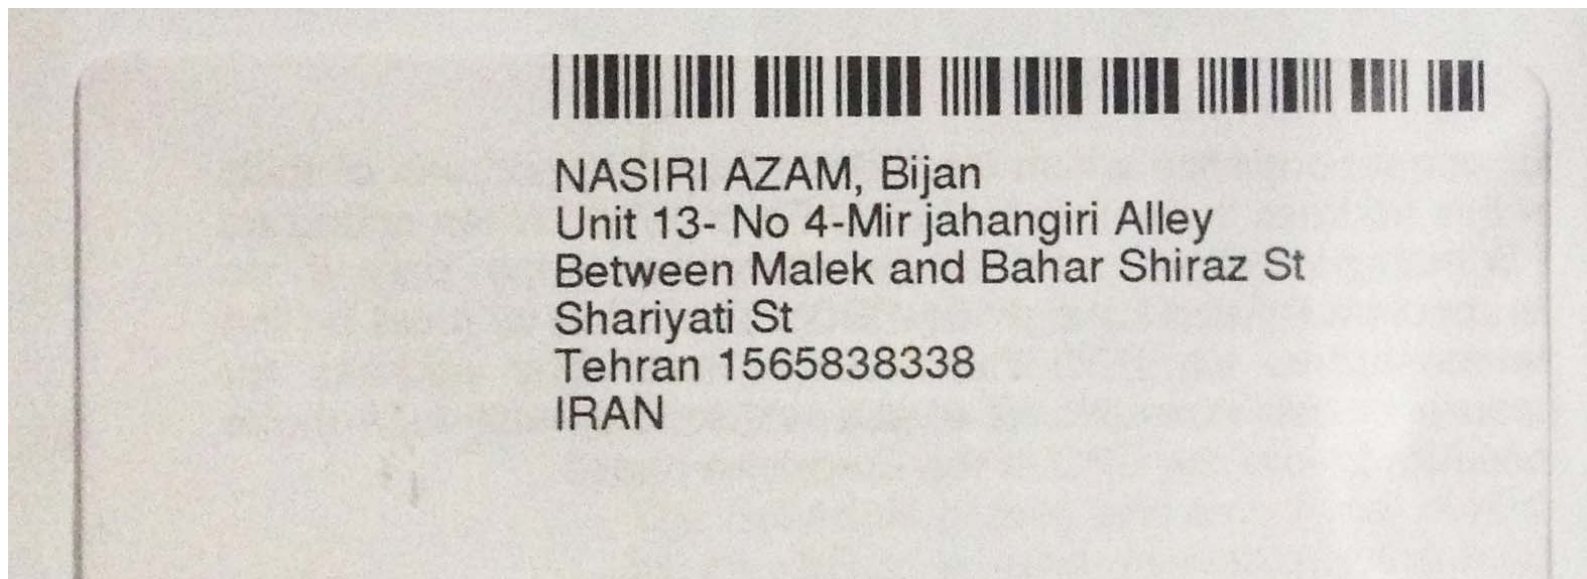 NASIRI AZAM, Bijan
Unit 13- No 4-Mir jahangiri Alley
Between Malek and Bahar Shiraz St
Shariyati St
Tehran 1565838338
IRAN